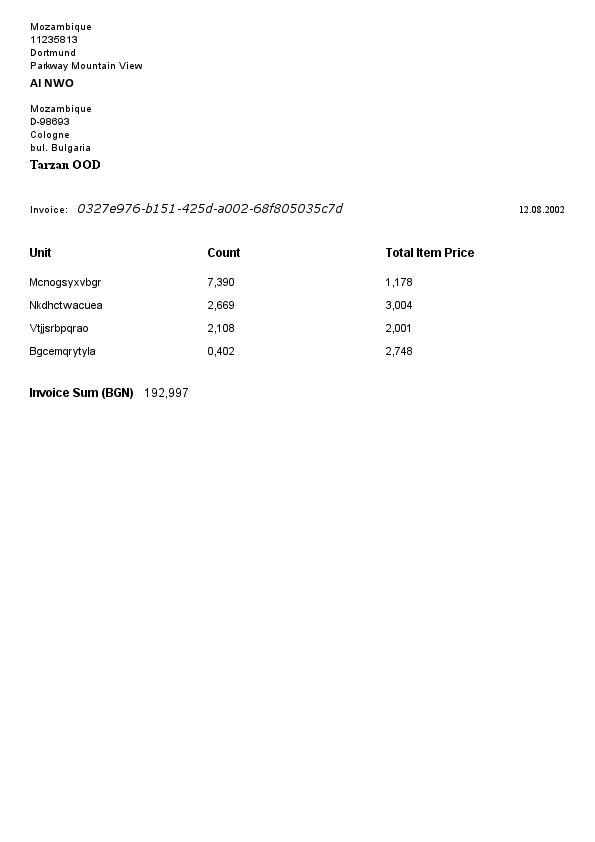 Mozambique
11235813
Dortmund
Parkway Mountain View
AI NWO
Mozambique
D-98693
Cologne
bul. Bulgaria
Tarzan OOD
Invoice: 0327e976-b151-425d-a002-68f805035c7d 12.08.2002
Unit Count Total Item Price
Mcnogsyxvbgr 7,390 1,178
Nkdhctwacuea 2,669 3,004
Vtjjsrbpqrao 2,108 2,001
Bgcemqrytyla 0,402 2,748
Invoice Sum (BGN) 192,997